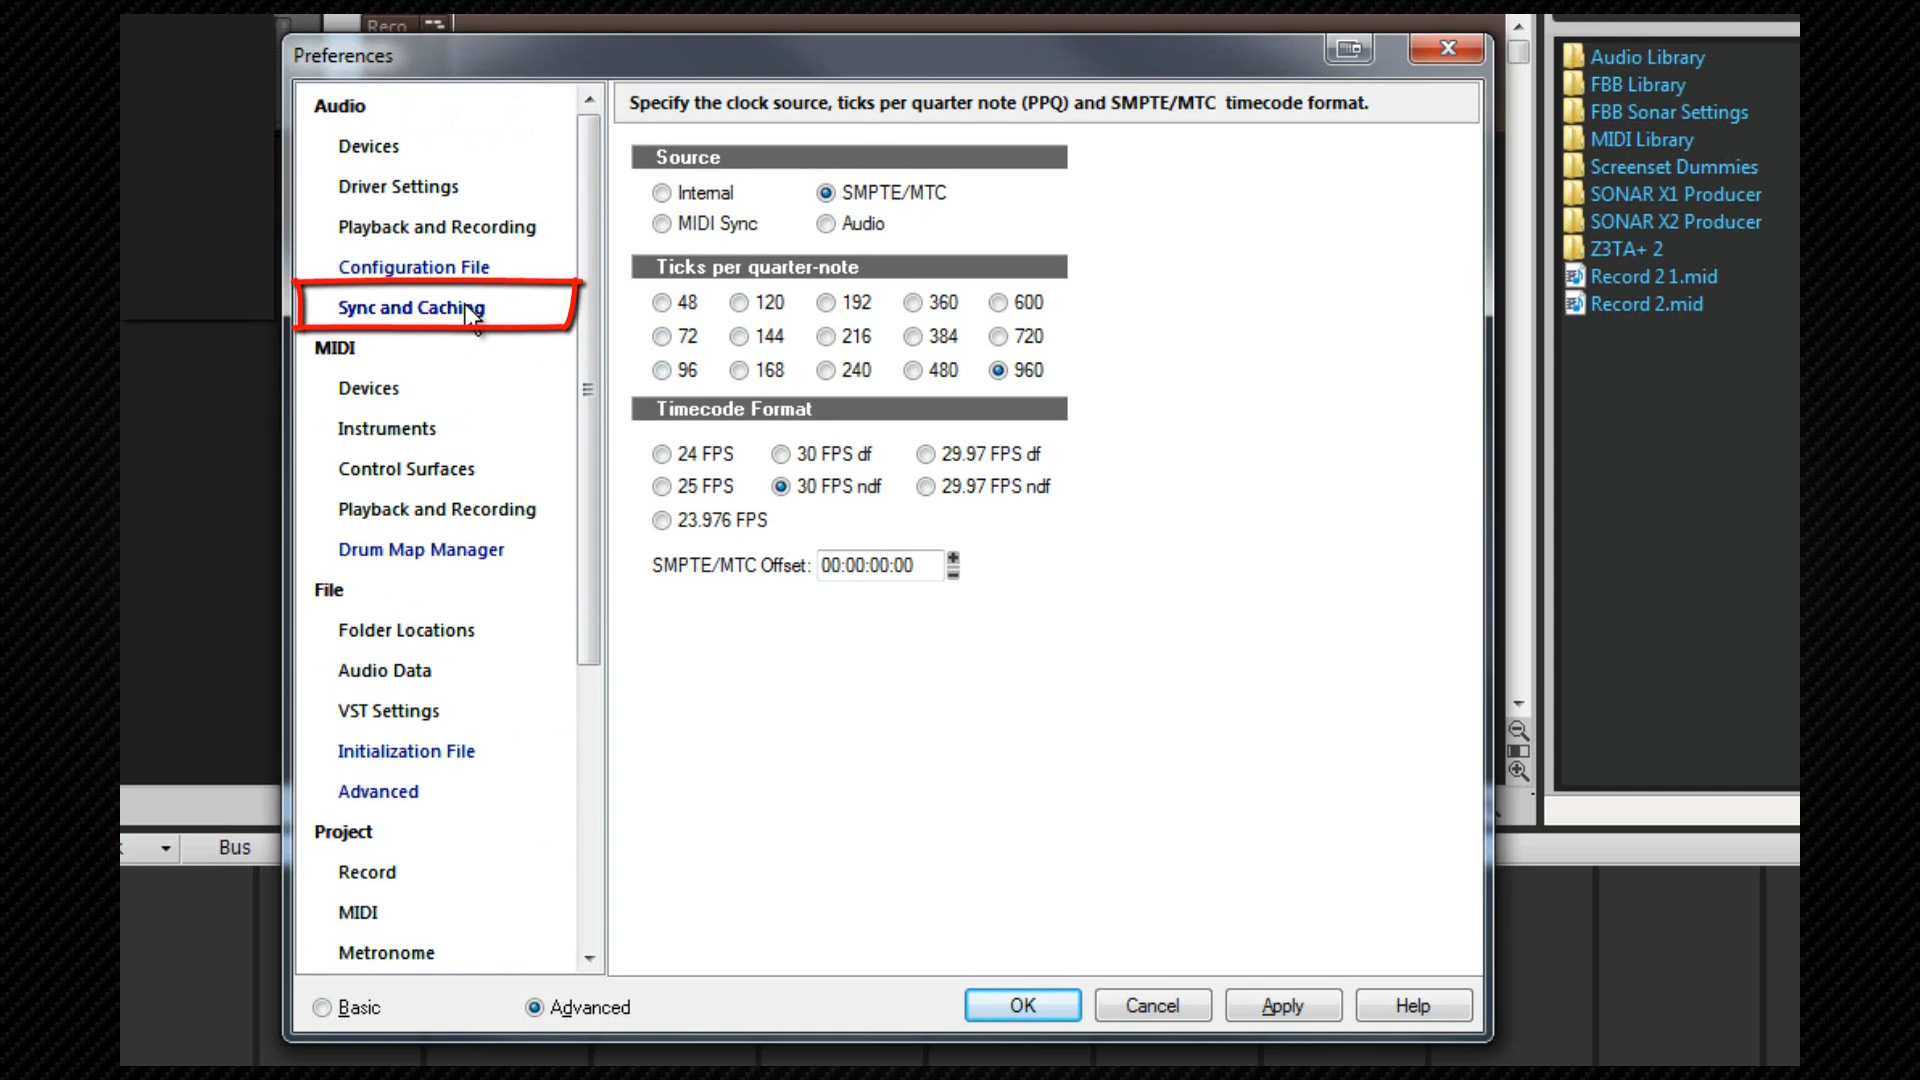 Reco
Preferences
Audio
Devices
Driver Settings
Playback and Recording
Configuration File
Sync and Caching
MIDI
Devices
Instruments
Control Surfaces
Playback and Recording
Drum Map Manager
File
Folder Locations
Audio Data
VST Settings
Initialization File
Advanced
Project
Record
MIDI
Metronome
Basic
Advanced
Specify the clock source, ticks per quarter note (PPQ) and SMPTE/MTC timecode format.
Source
Internal SMPTE/MTC
MIDI Sync Audio
Ticks per quarter-note
48 120 192 360 600
72 144 216 384 720
96 168 240 480 960
Timecode Format
24 FPS 30 FPS df 29.97 FPS df
25 FPS 30 FPS ndf 29.97 FPS ndf
23.976 FPS
SMPTE/MTC Offset: 00:00:00:00
OK Cancel Apply Help
Audio Library
FBB Library
FBB Sonar Settings
MIDI Library
Screenset Dummies
SONAR X1 Producer
SONAR X2 Producer
Z3TA+ 2
Record 2 1.mid
Record 2.mid
Bus